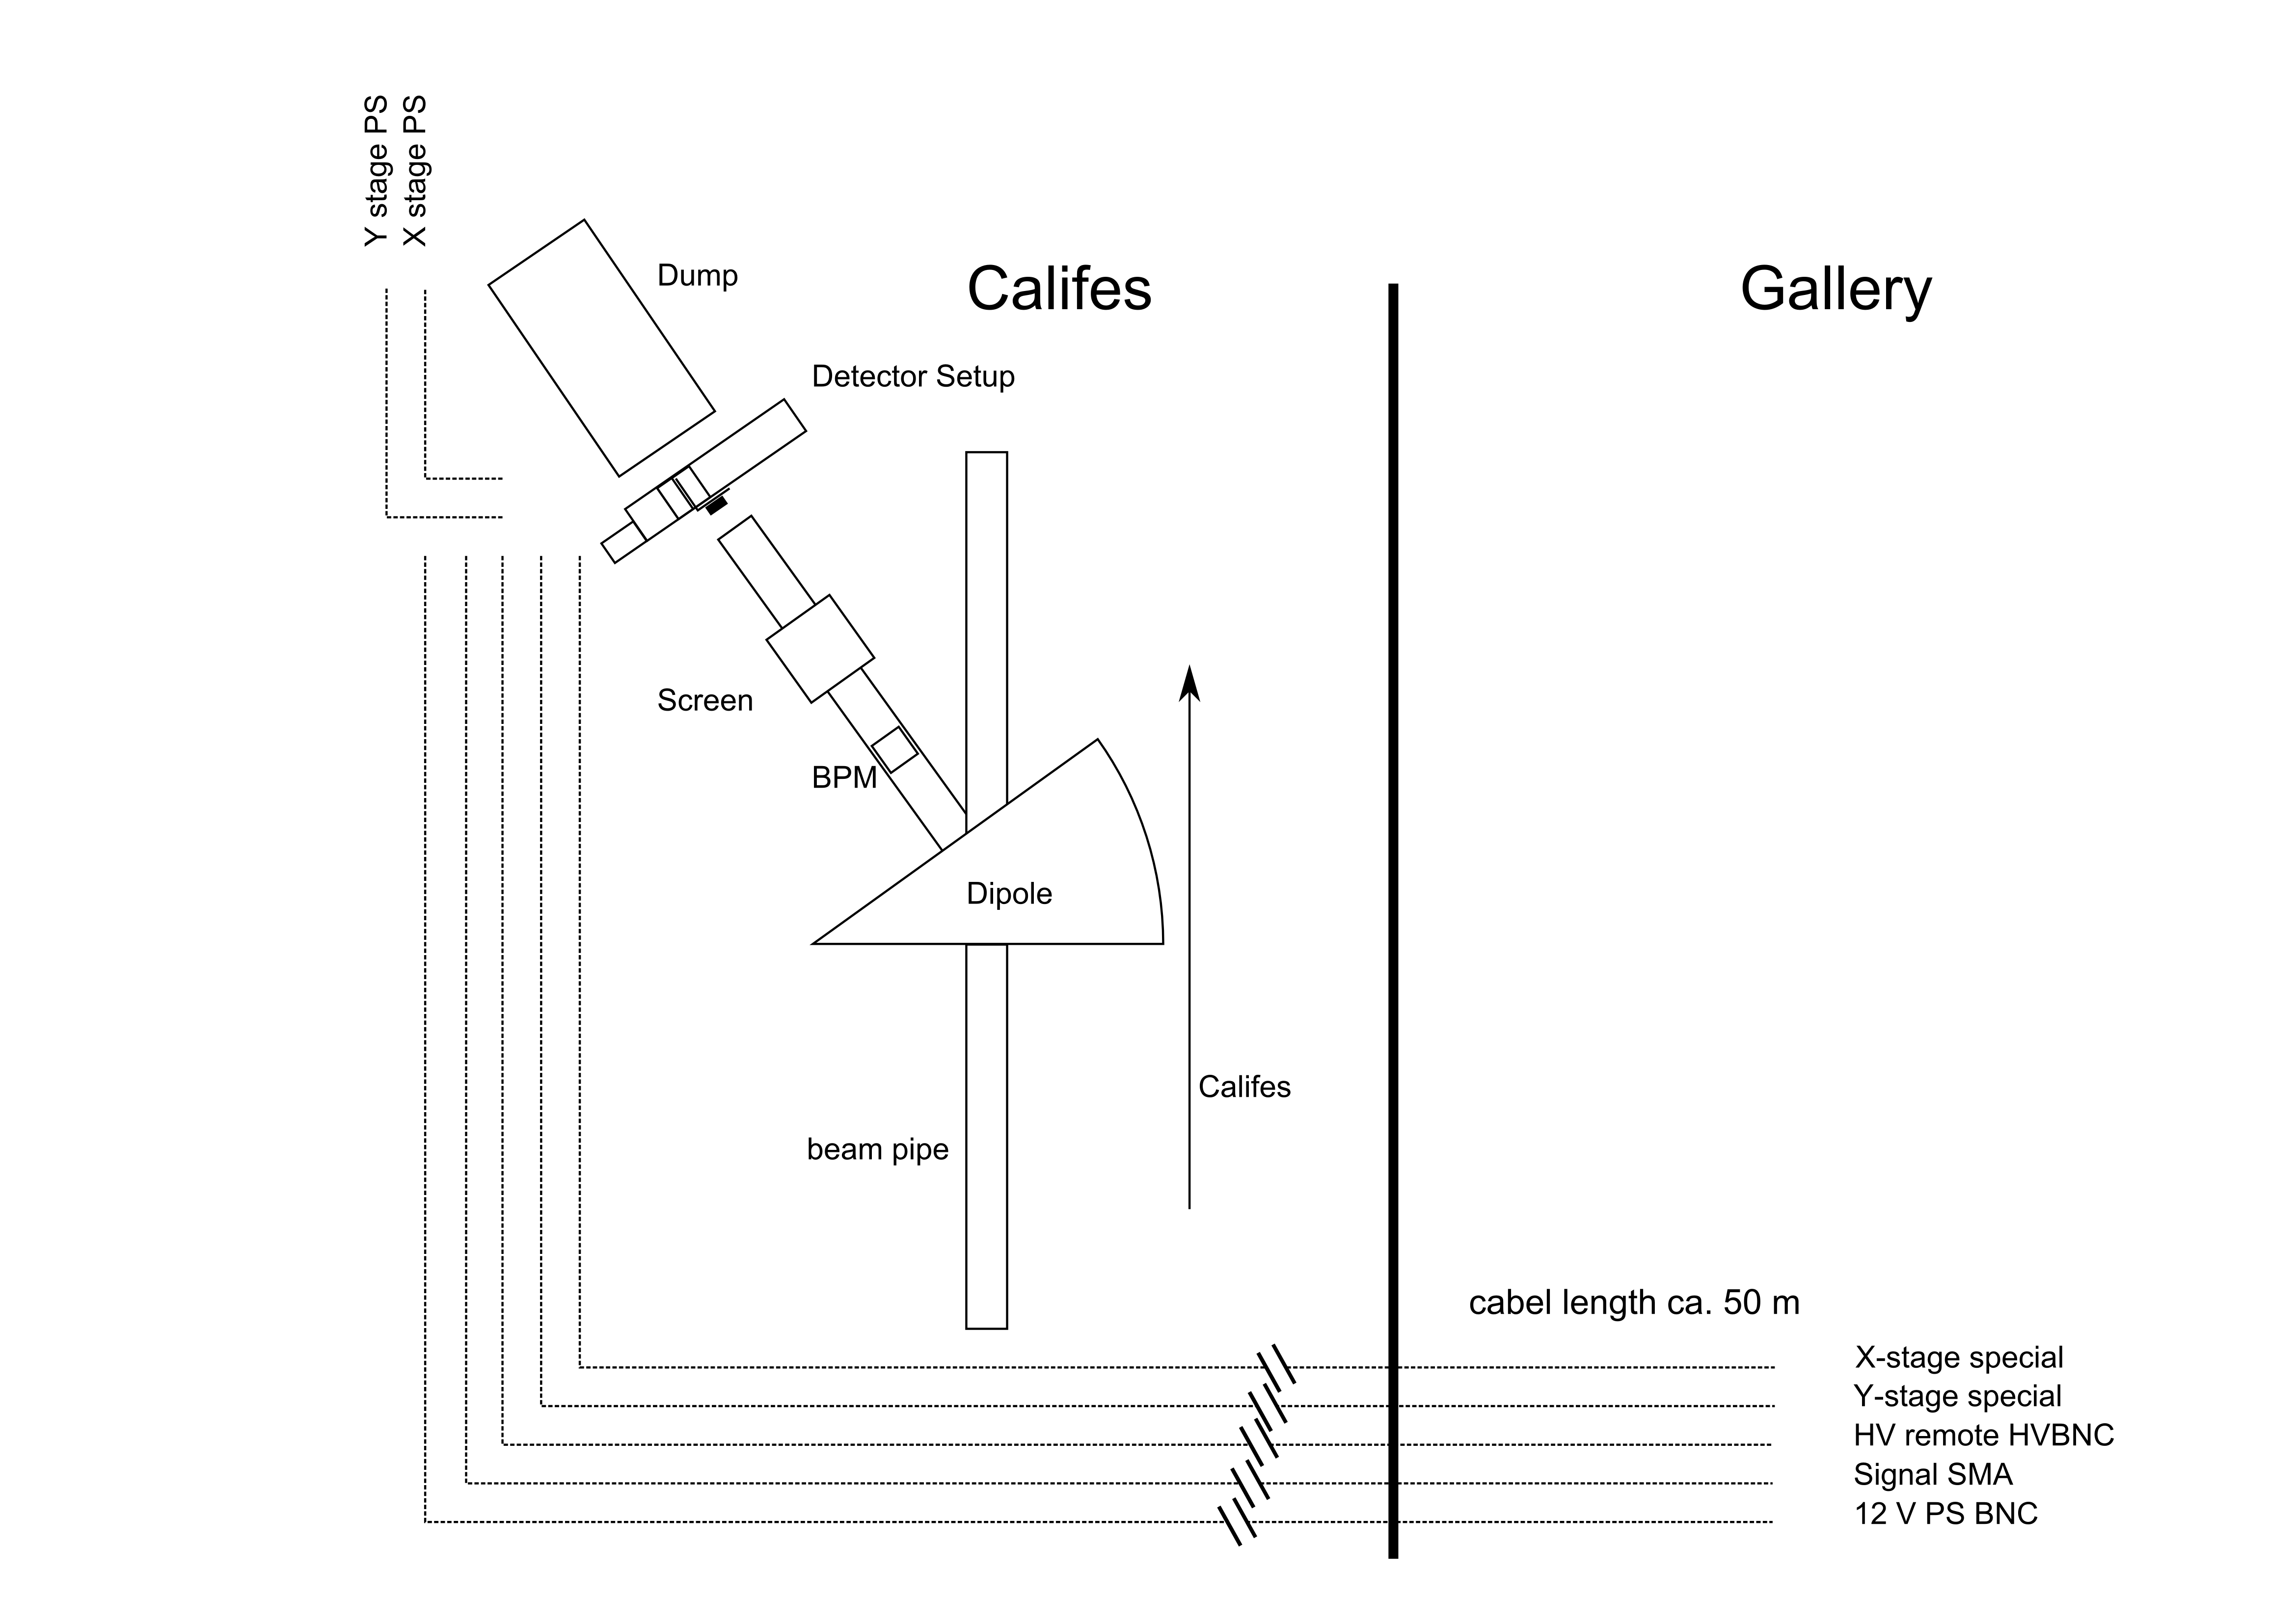 Y stage PS
X stage PS
Dump
Califes
Gallery
Detector Setup
Screen
BPM
Dipole
Califes
beam pipe
cabel length ca. 50 m
X-stage special
Y-stage special
HV remote HVBNC
Signal SMA
12 V PS BNC